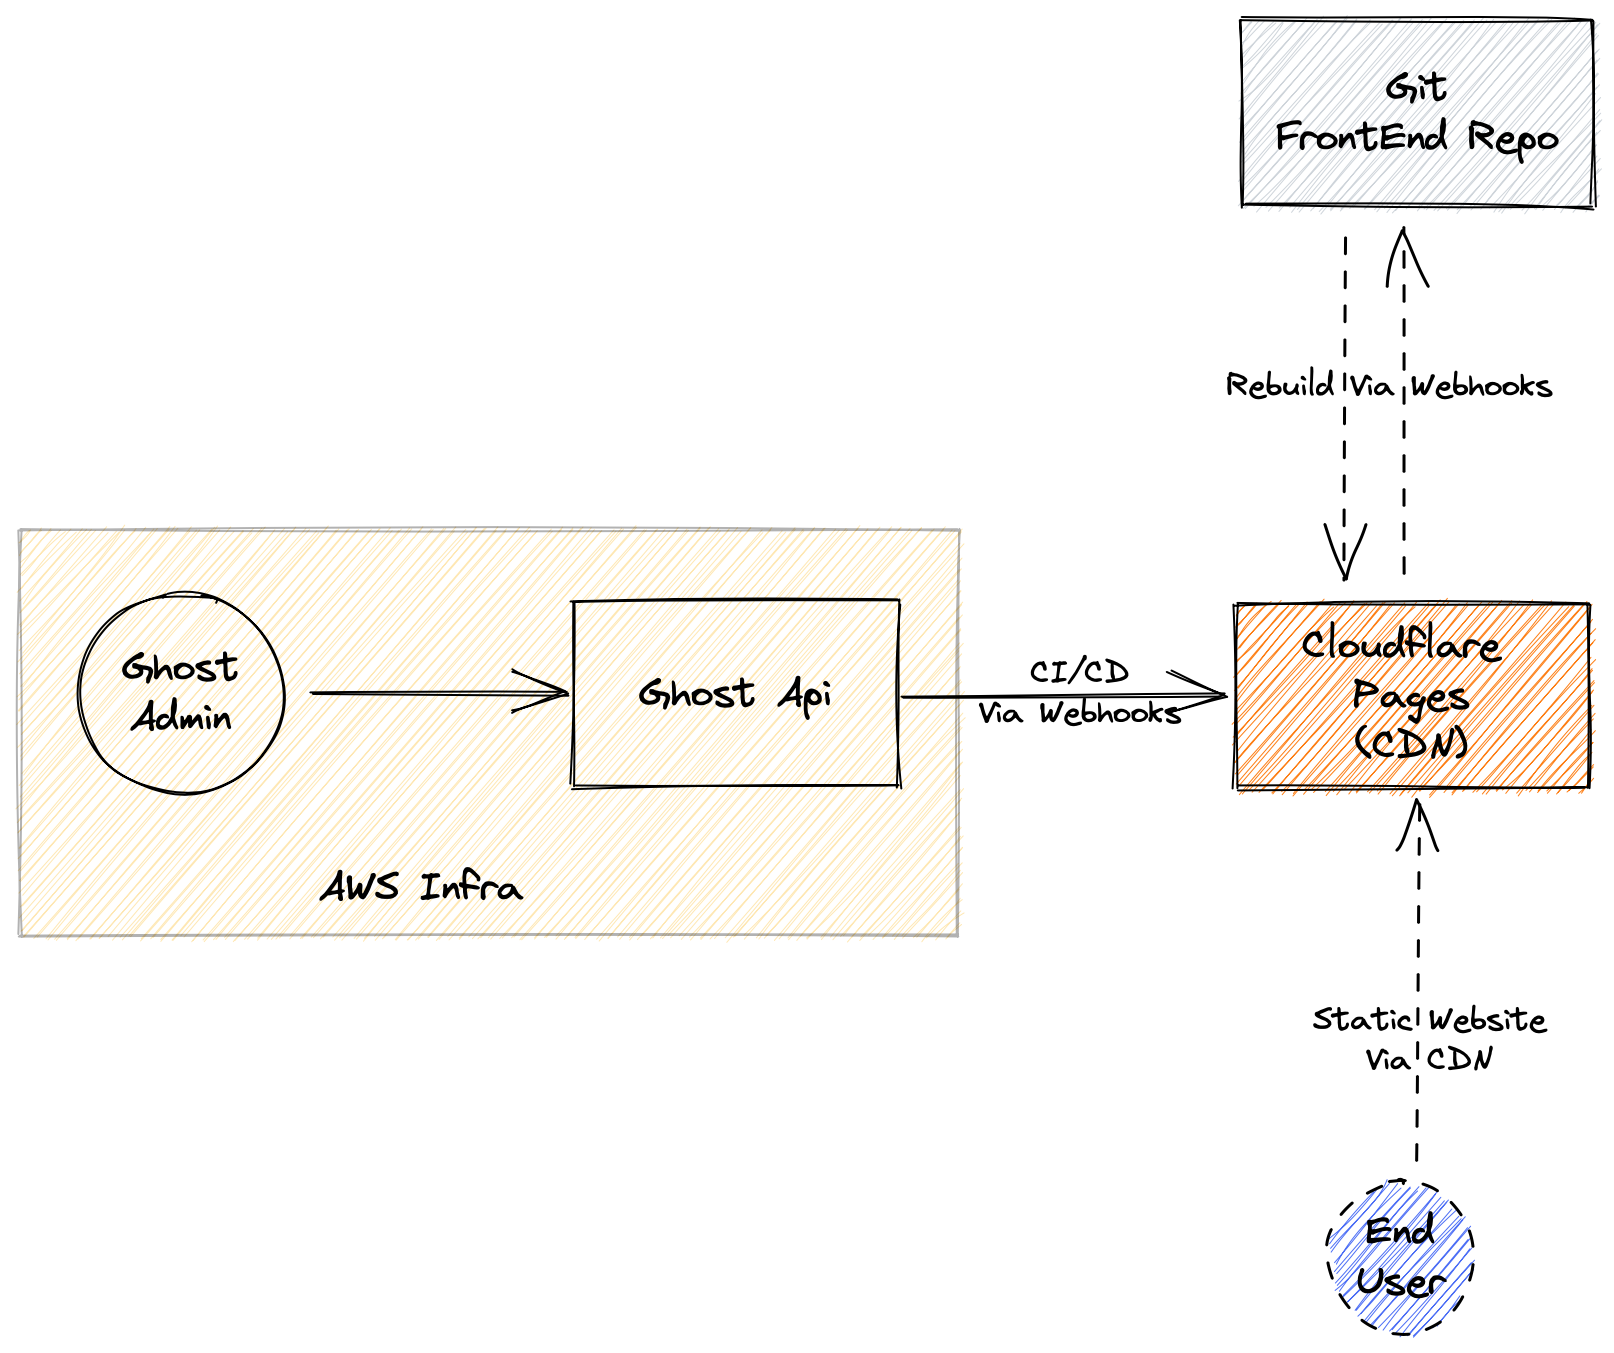 Git
FrontEnd Repo
Rebuild Via Webhooks
Ghost
Admin
Ghost Api
AWS Infra
CI/CD
Via Webhooks
Cloudflare
Pages
(CDN)
Static Website
Via CDN
End
User